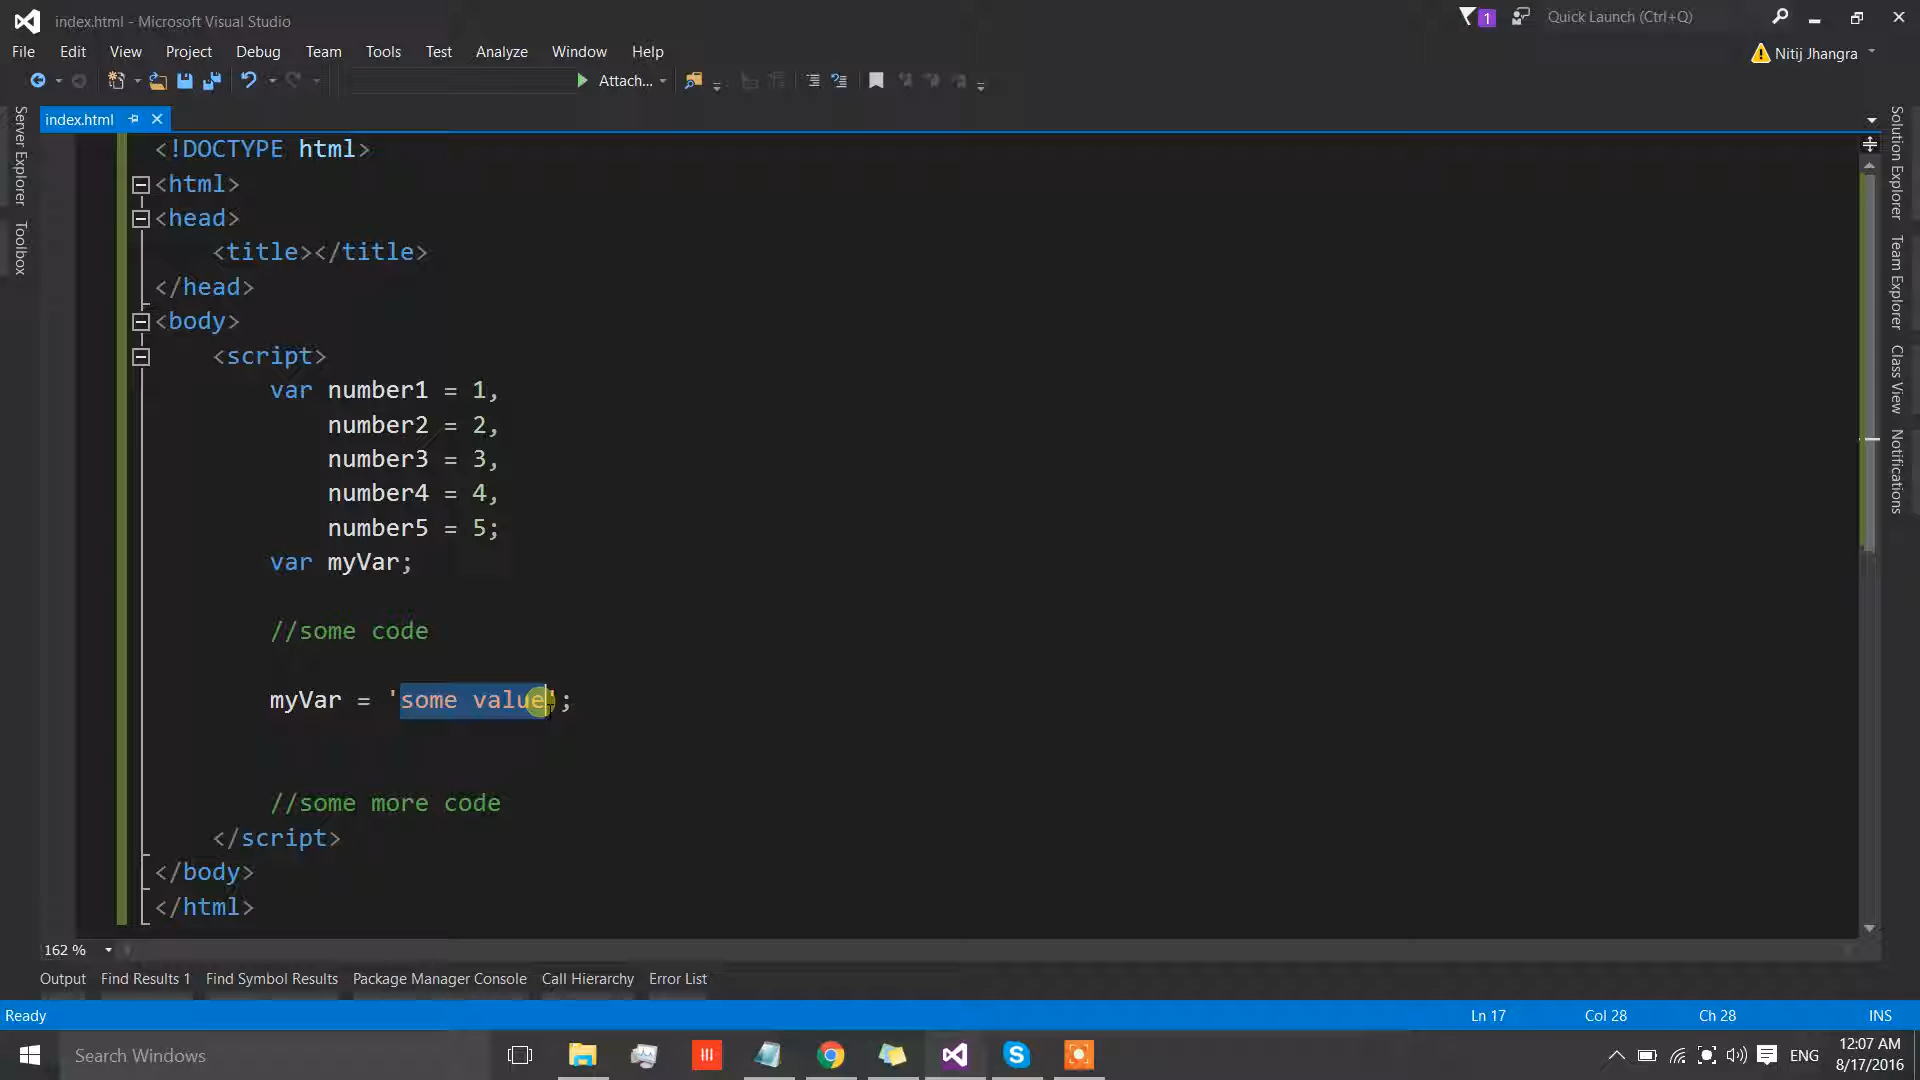 index.html - Microsoft Visual Studio
1
Quick Launch (Ctrl+Q)
File Edit View Project Debug Team Tools Test Analyze Window Help
Nitij Jhangra
Attach...
Server Explorer
Toolbox
index.html
<!DOCTYPE html>
<html>
<head>
<title></title>
</head>
<body>
<script>
var number1 = 1,
number2 = 2,
number3 = 3,
number4 = 4,
number5 = 5;
var myVar;
//some code
myVar = 'some value';
//some more code
</script>
</body>
</html>
Solution Explorer
Team Explorer
Class View
Notifications
162 %
Output Find Results 1 Find Symbol Results Package Manager Console Call Hierarchy Error List
Ready Ln 17 Col 28 Ch 28 INS
Search Windows
ENG
12:07 AM
8/17/2016